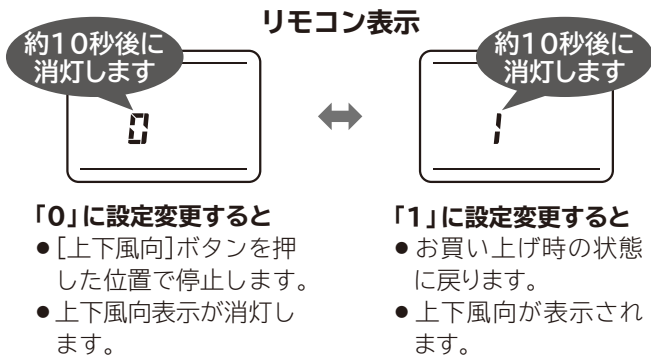 リモコン表示
約10秒後に
消灯します
0
約10秒後に
消灯します
1
「0」に設定変更すると
●[上下風向]ボタンを押
した位置で停止します。
●上下風向表示が消灯し
ます。
「1」に設定変更すると
●お買い上げ時の状態
に戻ります。
●上下風向が表示され
ます。